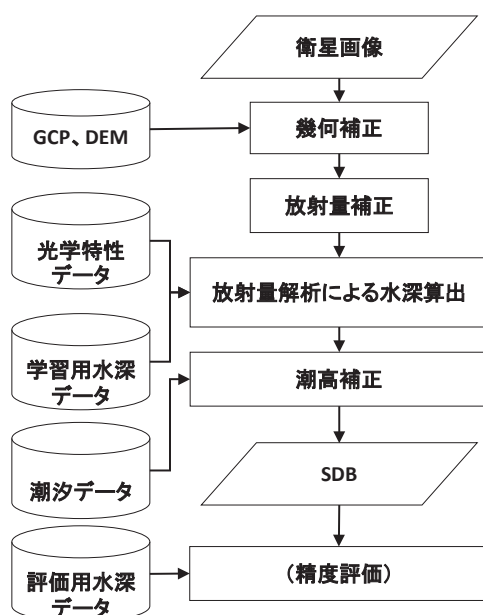 衛星画像
GCP、DEM
幾何補正
放射量補正
光学特性
データ
放射量解析による水深算出
学習用水深
データ
潮高補正
潮汐データ
SDB
評価用水深
データ
(精度評価)